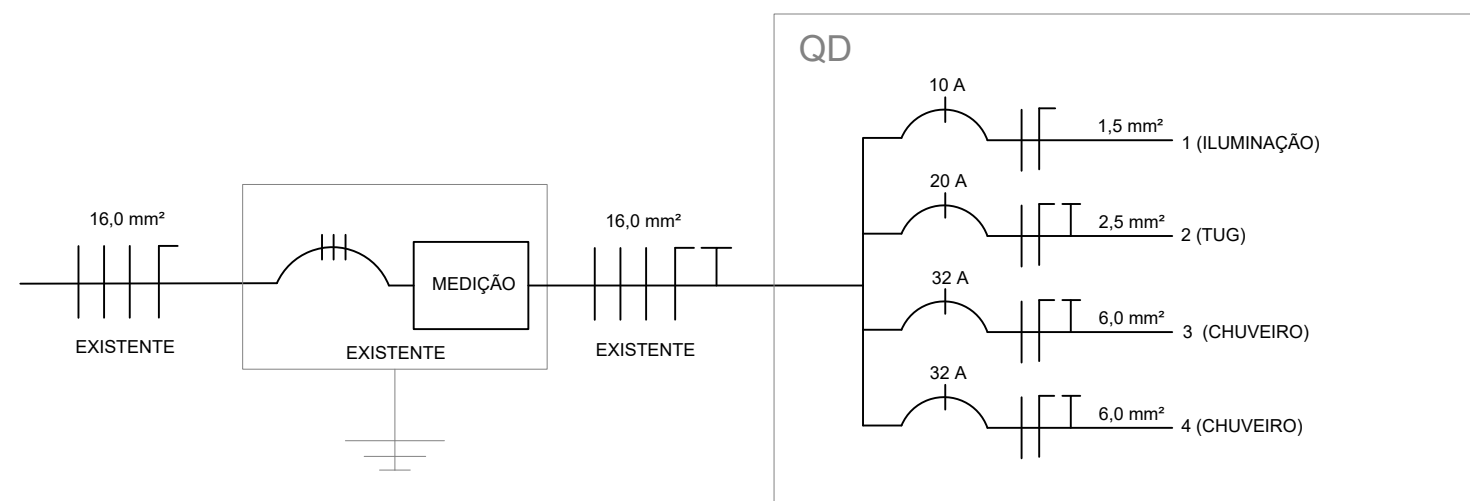 QD
10 A
1,5 mm²
1 (ILUMINAÇÃO)
20 A
2,5 mm²
2 (TUG)
32 A
6,0 mm²
3 (CHUVEIRO)
32 A
6,0 mm²
4 (CHUVEIRO)
16,0 mm²
EXISTENTE
MEDIÇÃO
EXISTENTE
16,0 mm²
EXISTENTE